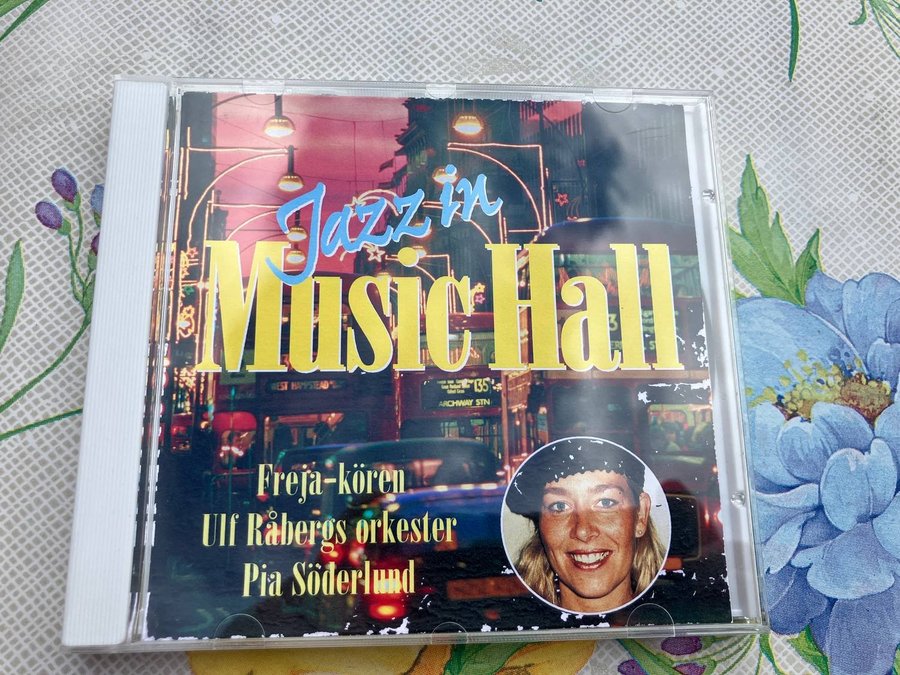 Jazz in
Music Hall
WEST HAMPSTEAD
135
ARCHWAY STN
Freja-kören
Ulf Råbergs orkester
Pia Söderlund